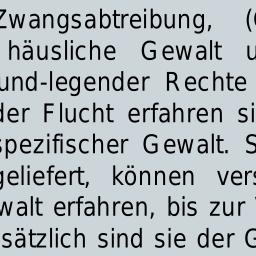 Zwangsabtreibung, (
häusliche Gewalt u
und-legender Rechte
der Flucht erfahren si
spezifischer Gewalt. S
geliefert, können vers
walt erfahren, bis zur
sätzlich sind sie der G